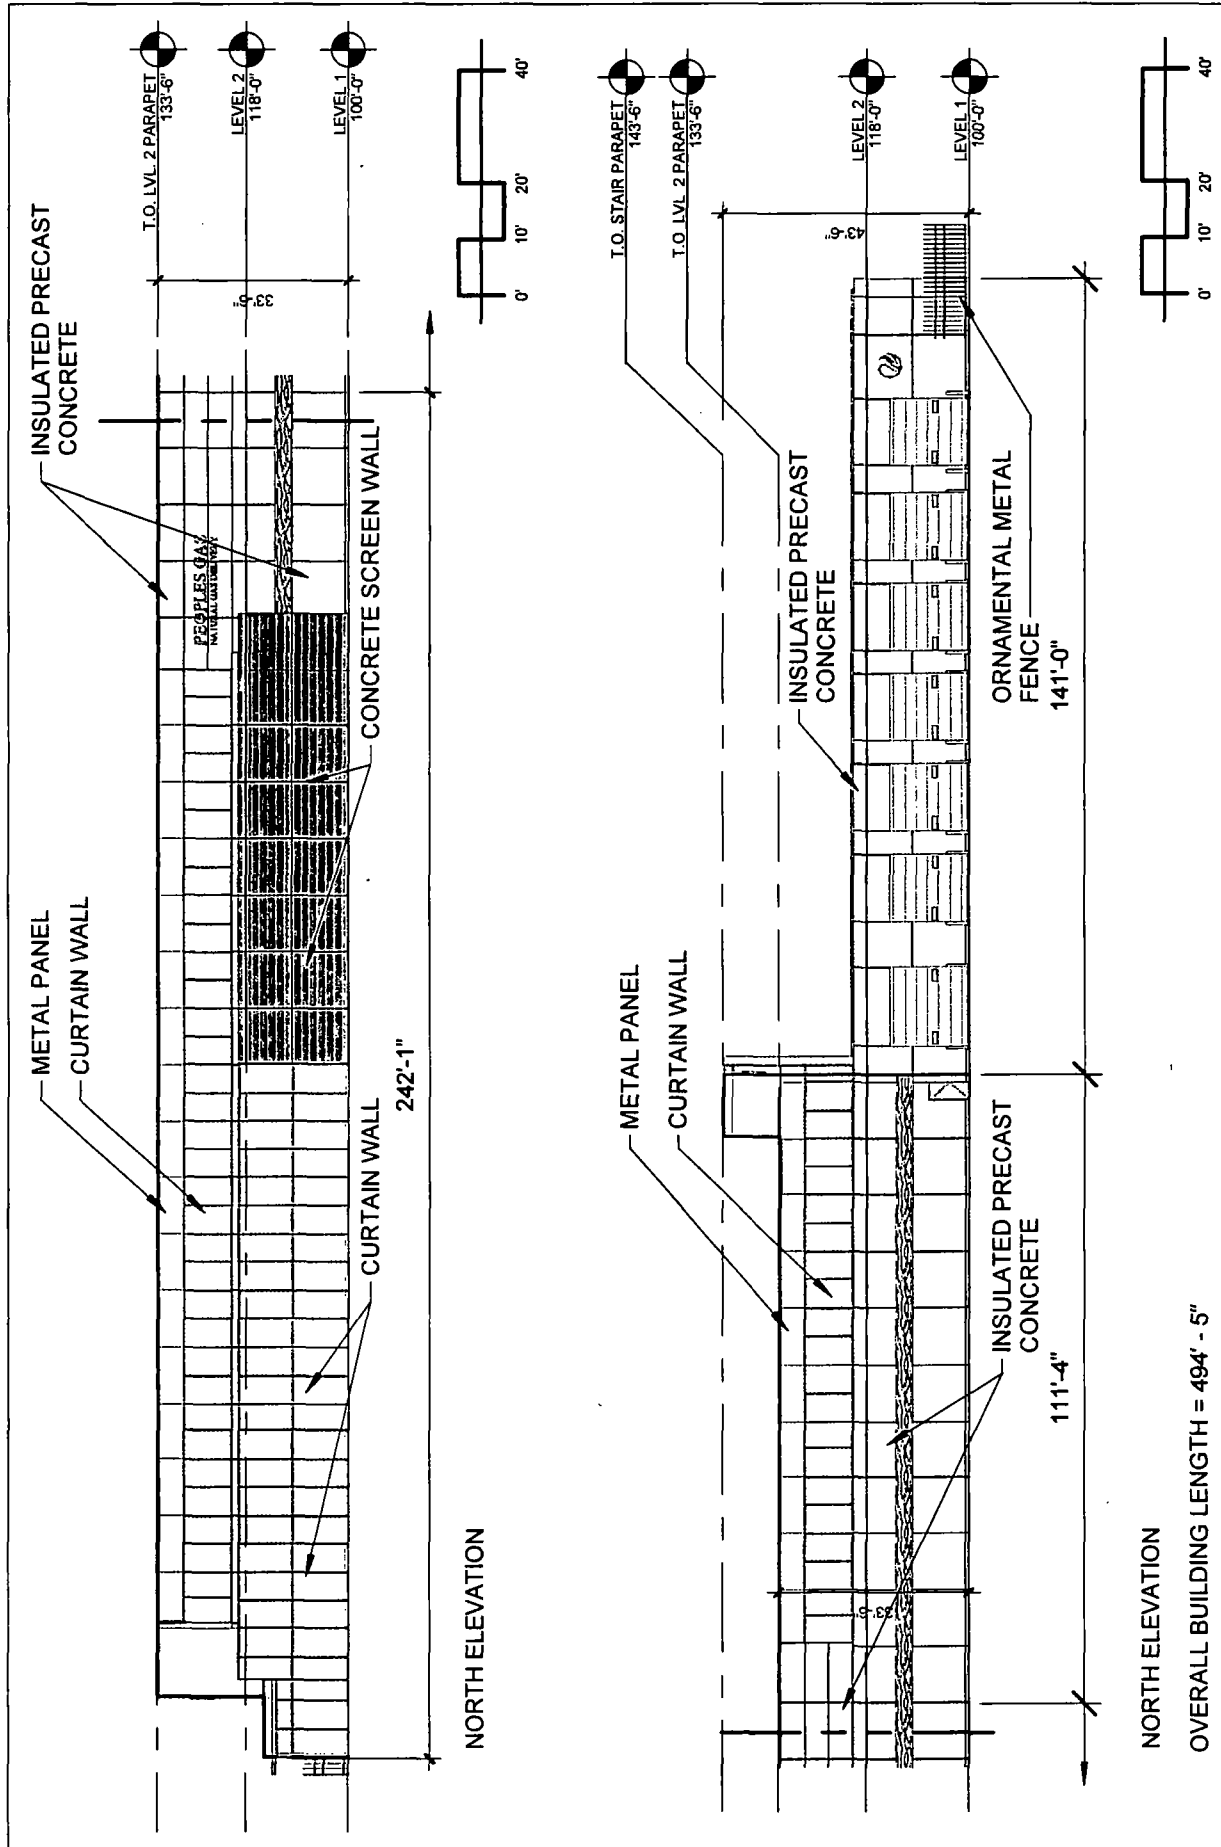 METAL PANEL
CURTAIN WALL
INSULATED PRECAST
CONCRETE
T.O. LVL. 2 PARAPET
133'-6"
LEVEL 2
118'-0"
LEVEL 1
100'-0"
33'-6"
PEOPLES GAS
NATURAL GAS DELIVERY
CURTAIN WALL
CONCRETE SCREEN WALL
242'-1"
NORTH ELEVATION
0' 10' 20' 40'
T.O. STAIR PARAPET
143'-6"
T.O. LVL 2 PARAPET
133'-6"
METAL PANEL
CURTAIN WALL
INSULATED PRECAST
CONCRETE
LEVEL 2
118'-0"
LEVEL 1
100'-0"
43'-6"
33'-6"
INSULATED PRECAST
CONCRETE
111'-4"
ORNAMENTAL METAL
FENCE
141'-0"
NORTH ELEVATION
OVERALL BUILDING LENGTH = 494' - 5"
0' 10' 20' 40'